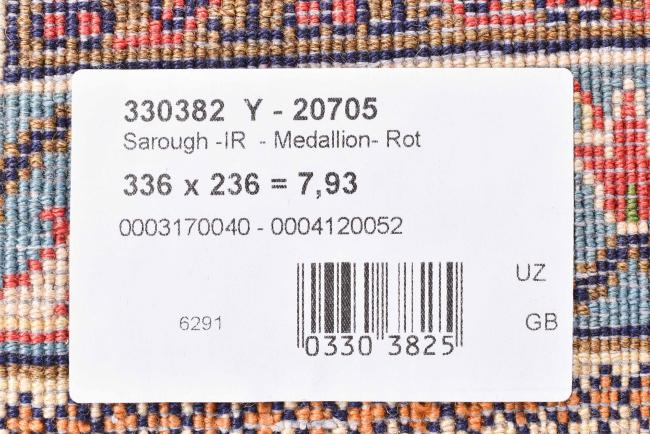 330382 Y - 20705
Sarough -IR - Medallion- Rot
336 x 236 = 7,93
0003170040 - 0004120052
UZ
6291
GB
0330 3825